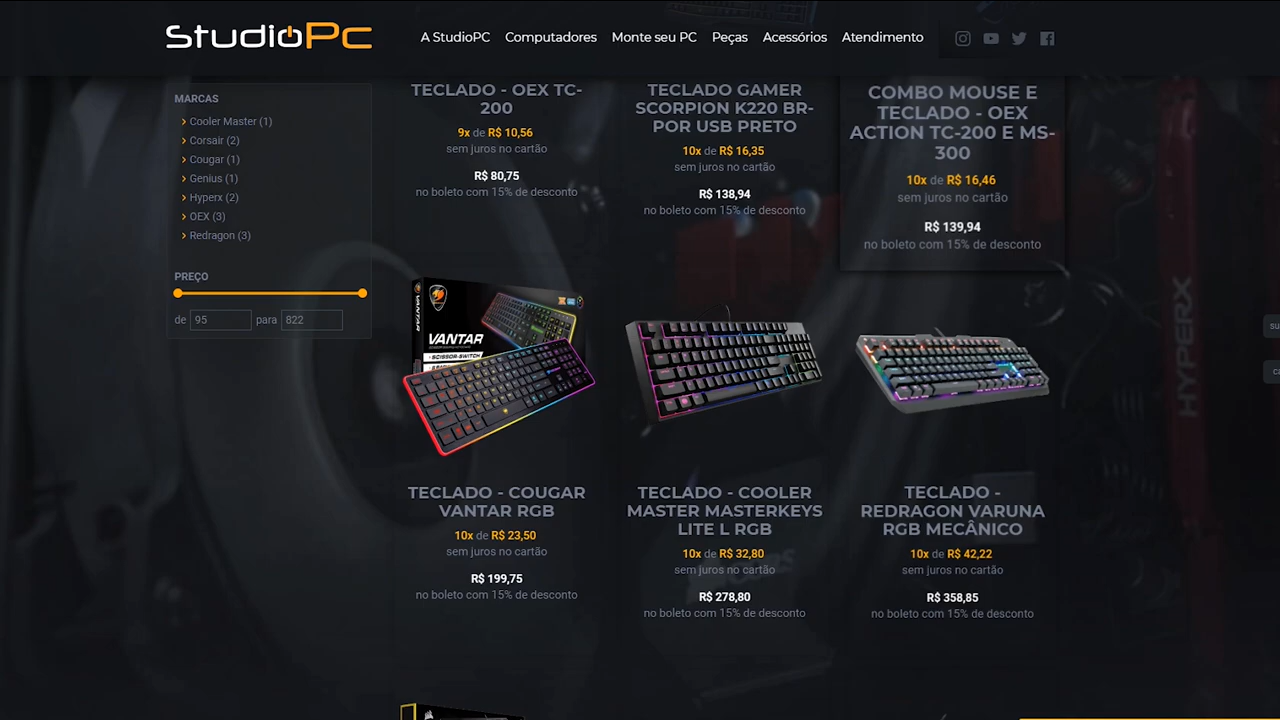 StudioPc
A StudioPC
Computadores
Monte seu PC
Peças
Acessórios
Atendimento
MARCAS
Cooler Master (1)
Corsair (2)
Cougar (1)
Genius (1)
Hyperx (2)
OEX (3)
Redragon (3)
PREÇO
de 95 para 822
TECLADO - OEX TC-
200
9x de R$ 10,56
sem juros no cartão
R$ 80,75
no boleto com 15% de desconto
TECLADO GAMER
SCORPION K220 BR-
POR USB PRETO
10x de R$ 16,35
sem juros no cartão
R$ 138,94
no boleto com 15% de desconto
COMBO MOUSE E
TECLADO - OEX
ACTION TC-200 E MS-
300
10x de R$ 16,46
sem juros no cartão
R$ 139,94
no boleto com 15% de desconto
VANTAR
SCISSOR-SWITCH
TECLADO - COUGAR
VANTAR RGB
10x de R$ 23,50
sem juros no cartão
R$ 199,75
no boleto com 15% de desconto
TECLADO - COOLER
MASTER MASTERKEYS
LITE L RGB
10x de R$ 32,80
sem juros no cartão
R$ 278,80
no boleto com 15% de desconto
TECLADO -
REDRAGON VARUNA
RGB MECÂNICO
10x de R$ 42,22
sem juros no cartão
R$ 358,85
no boleto com 15% de desconto
HYPERX
su
ca